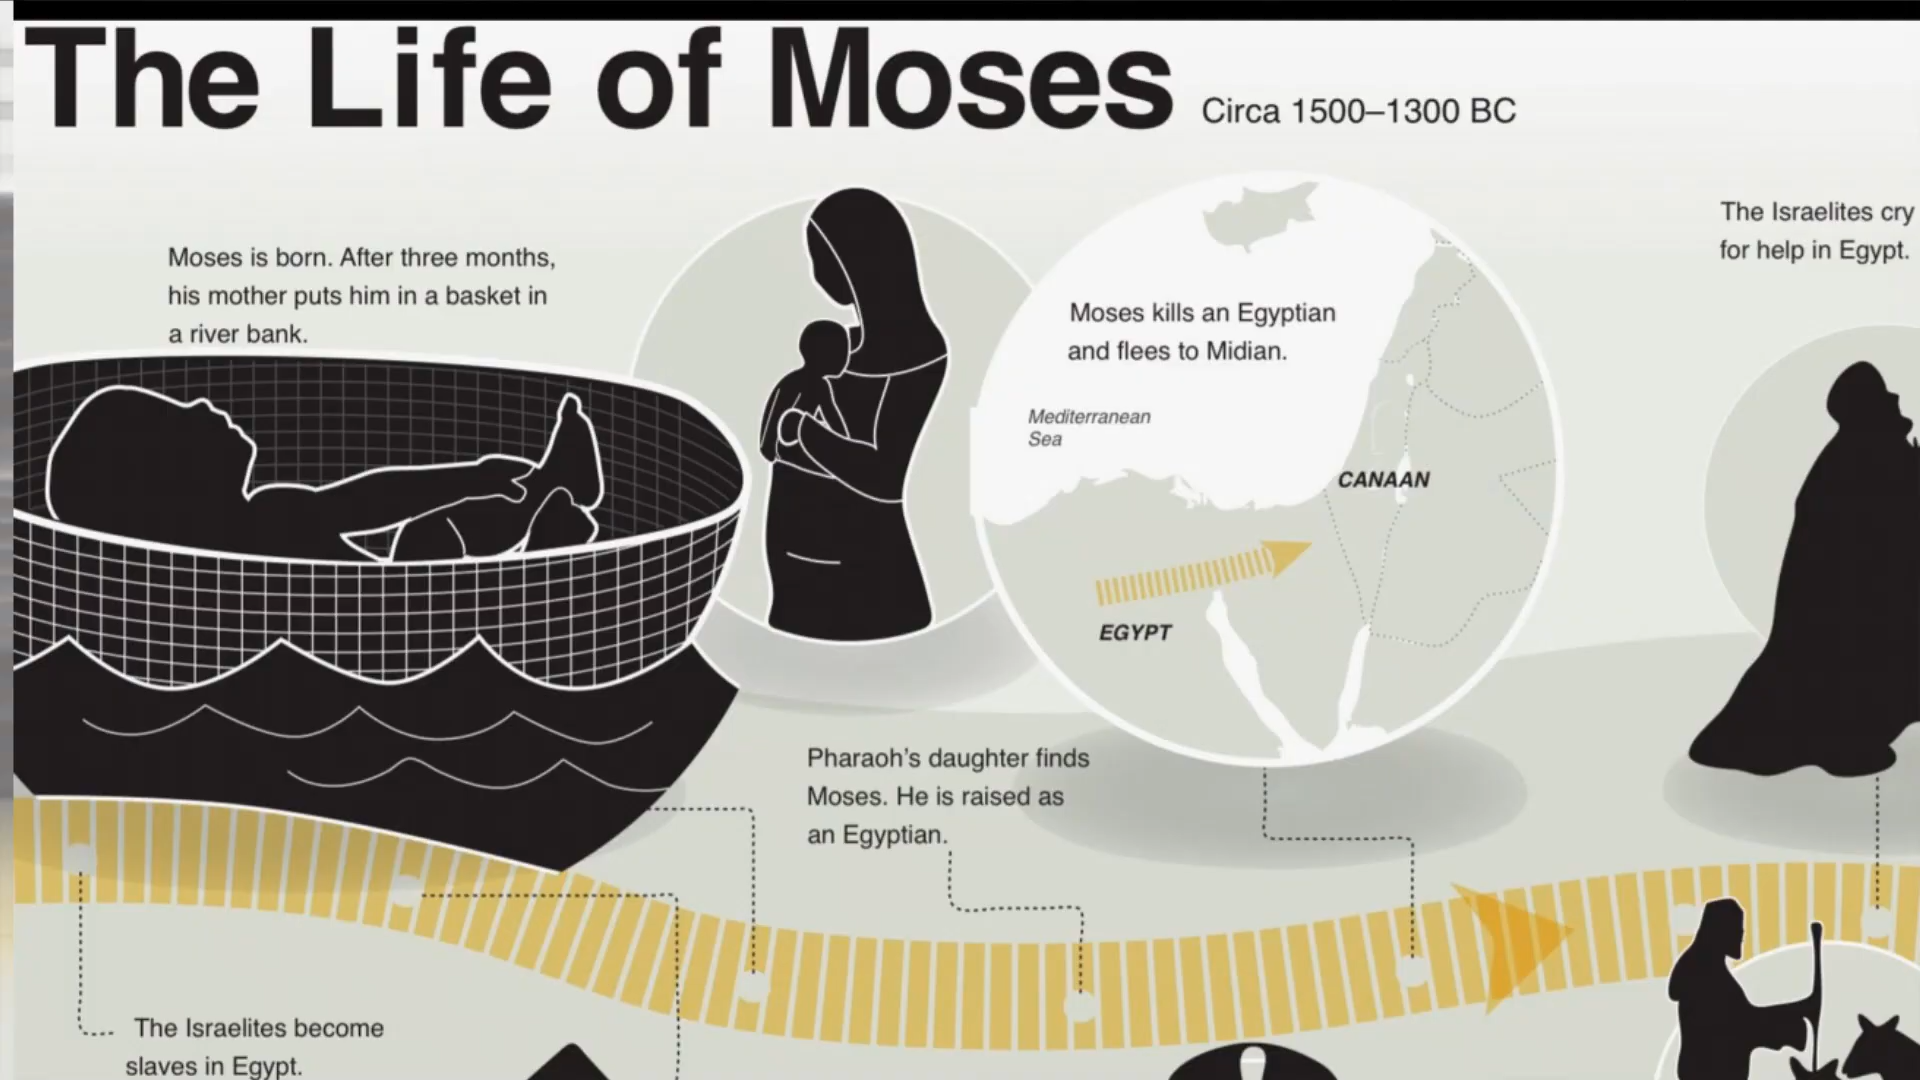 The Life of Moses
Circa 1500–1300 BC
Moses is born. After three months,
his mother puts him in a basket in
a river bank.
Moses kills an Egyptian
and flees to Midian.
Mediterranean
Sea
CANAAN
EGYPT
The Israelites cry
for help in Egypt.
Pharaoh’s daughter finds
Moses. He is raised as
an Egyptian.
The Israelites become
slaves in Egypt.